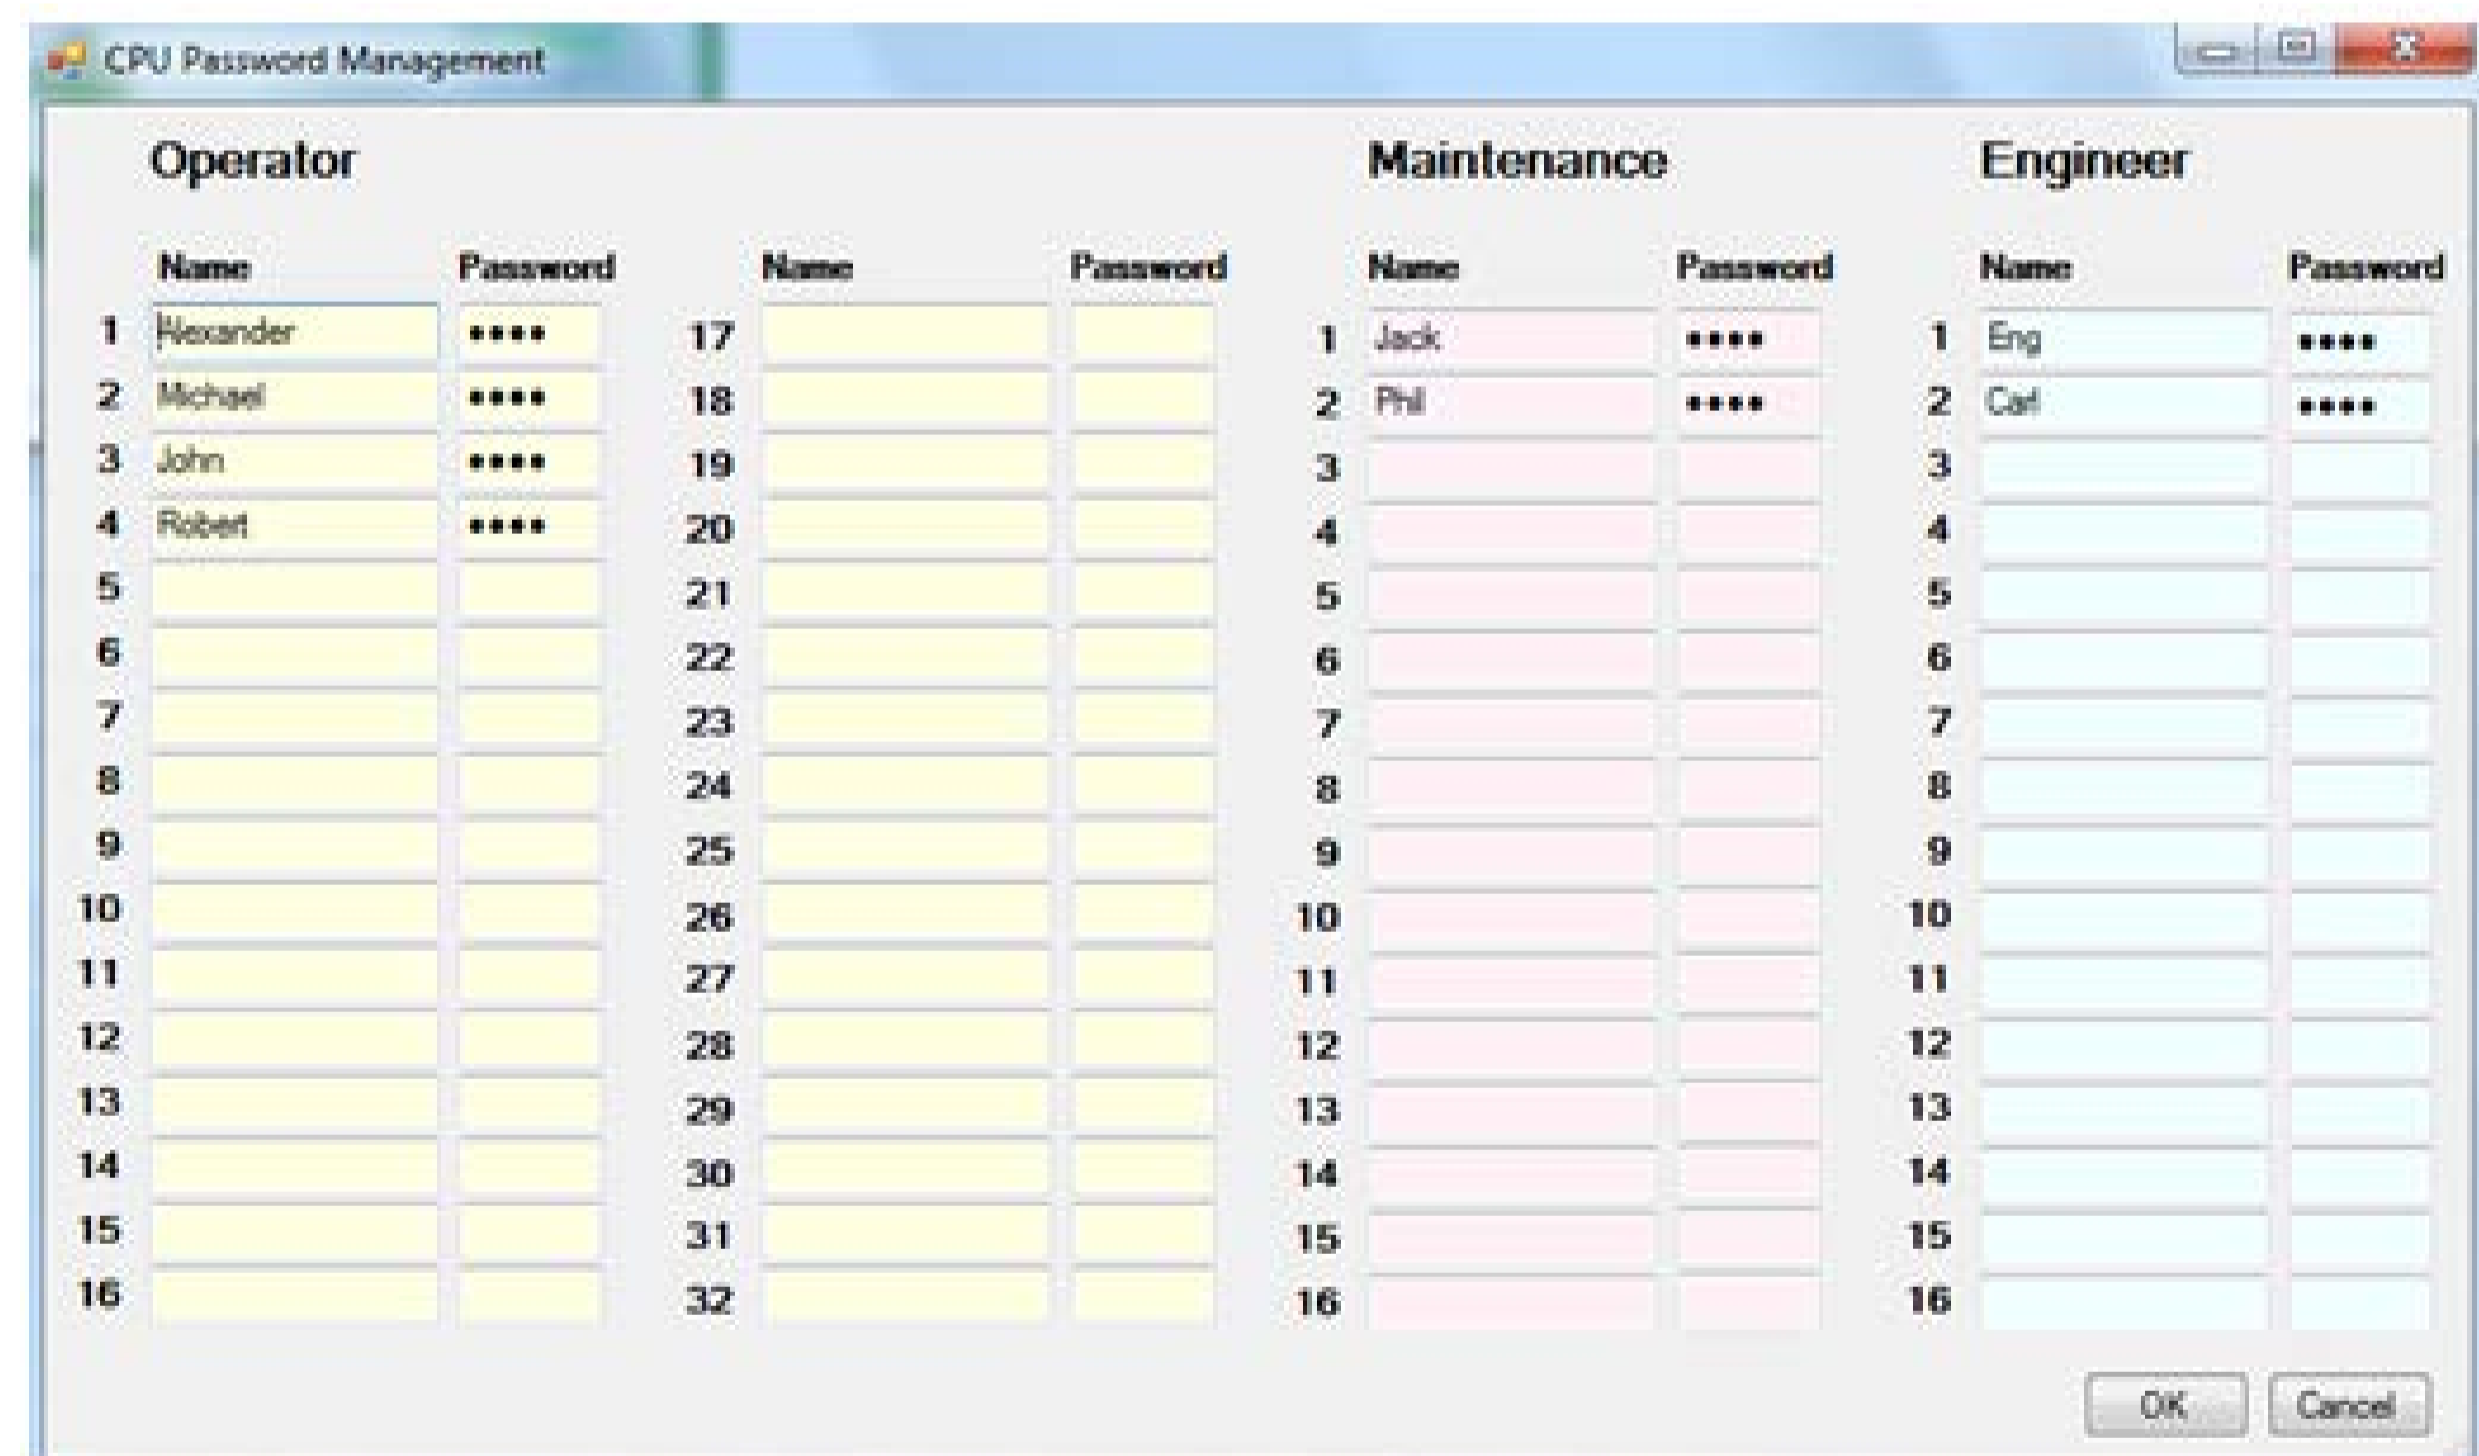 CPU Password Management
Operator Maintenance Engineer
Name Password Name Password Name Password Name Password
1 Alexander •••• 17 1 Jack •••• 1 Eng ••••
2 Michael •••• 18 2 Phil •••• 2 Carl ••••
3 John •••• 19 3 3
4 Robert •••• 20 4 4
5 21 5 5
6 22 6 6
7 23 7 7
8 24 8 8
9 25 9 9
10 26 10 10
11 27 11 11
12 28 12 12
13 29 13 13
14 30 14 14
15 31 15 15
16 32 16 16
OK Cancel